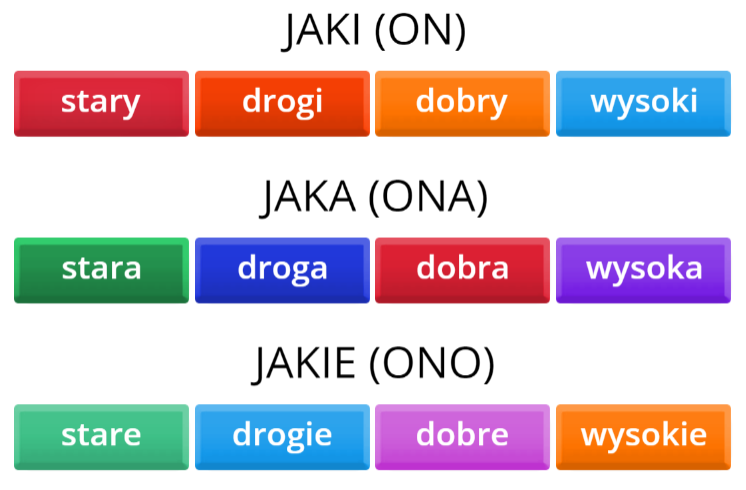 JAKI (ON)
stary drogi dobry wysoki
JAKA (ONA)
stara droga dobra wysoka
JAKIE (ONO)
stare drogie dobre wysokie